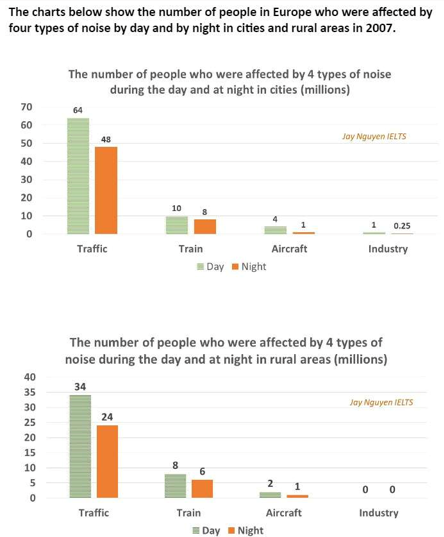 The charts below show the number of people in Europe who were affected by
four types of noise by day and by night in cities and rural areas in 2007.
The number of people who were affected by 4 types of noise
during the day and at night in cities (millions)
70
60
50
40
30
20
10
0
64
48
10
8
4
1
1
0.25
Jay Nguyen IELTS
Traffic
Train
Aircraft
Industry
Day
Night
The number of people who were affected by 4 types of
noise during the day and at night in rural areas (millions)
40
35
30
25
20
15
10
5
0
34
24
8
6
2
1
0
0
Jay Nguyen IELTS
Traffic
Train
Aircraft
Industry
Day
Night